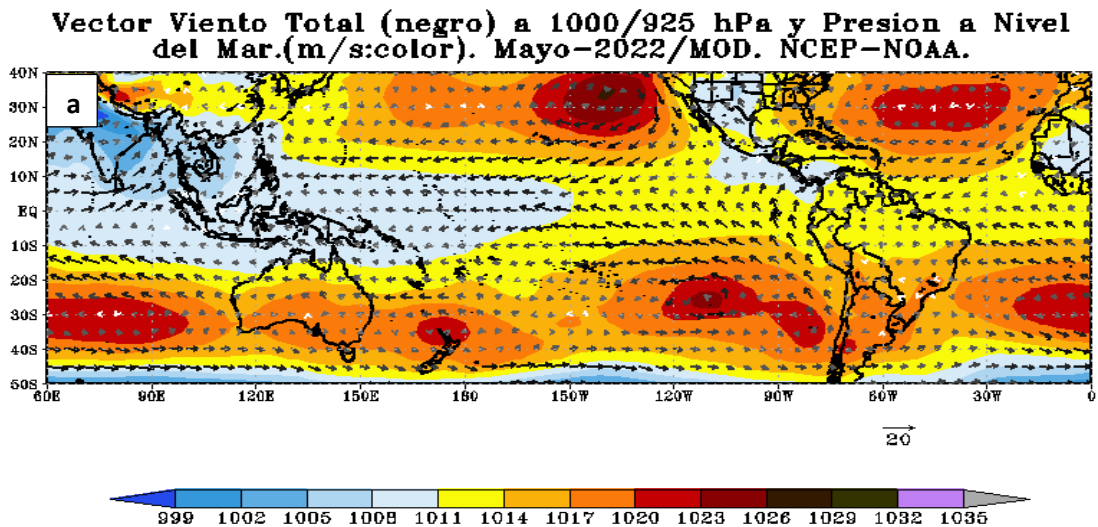 Vector Viento Total (negro) a 1000/925 hPa y Presion a Nivel
del Mar.(m/s:color). Mayo-2022/MOD. NCEP-NOAA.
a
40N
30N
20N
10N
EQ
10S
20S
30S
40S
50S
60E 90E 120E 150E 180 150W 120W 90W 60W 30W 0
20
999 1002 1005 1008 1011 1014 1017 1020 1023 1026 1029 1032 1035